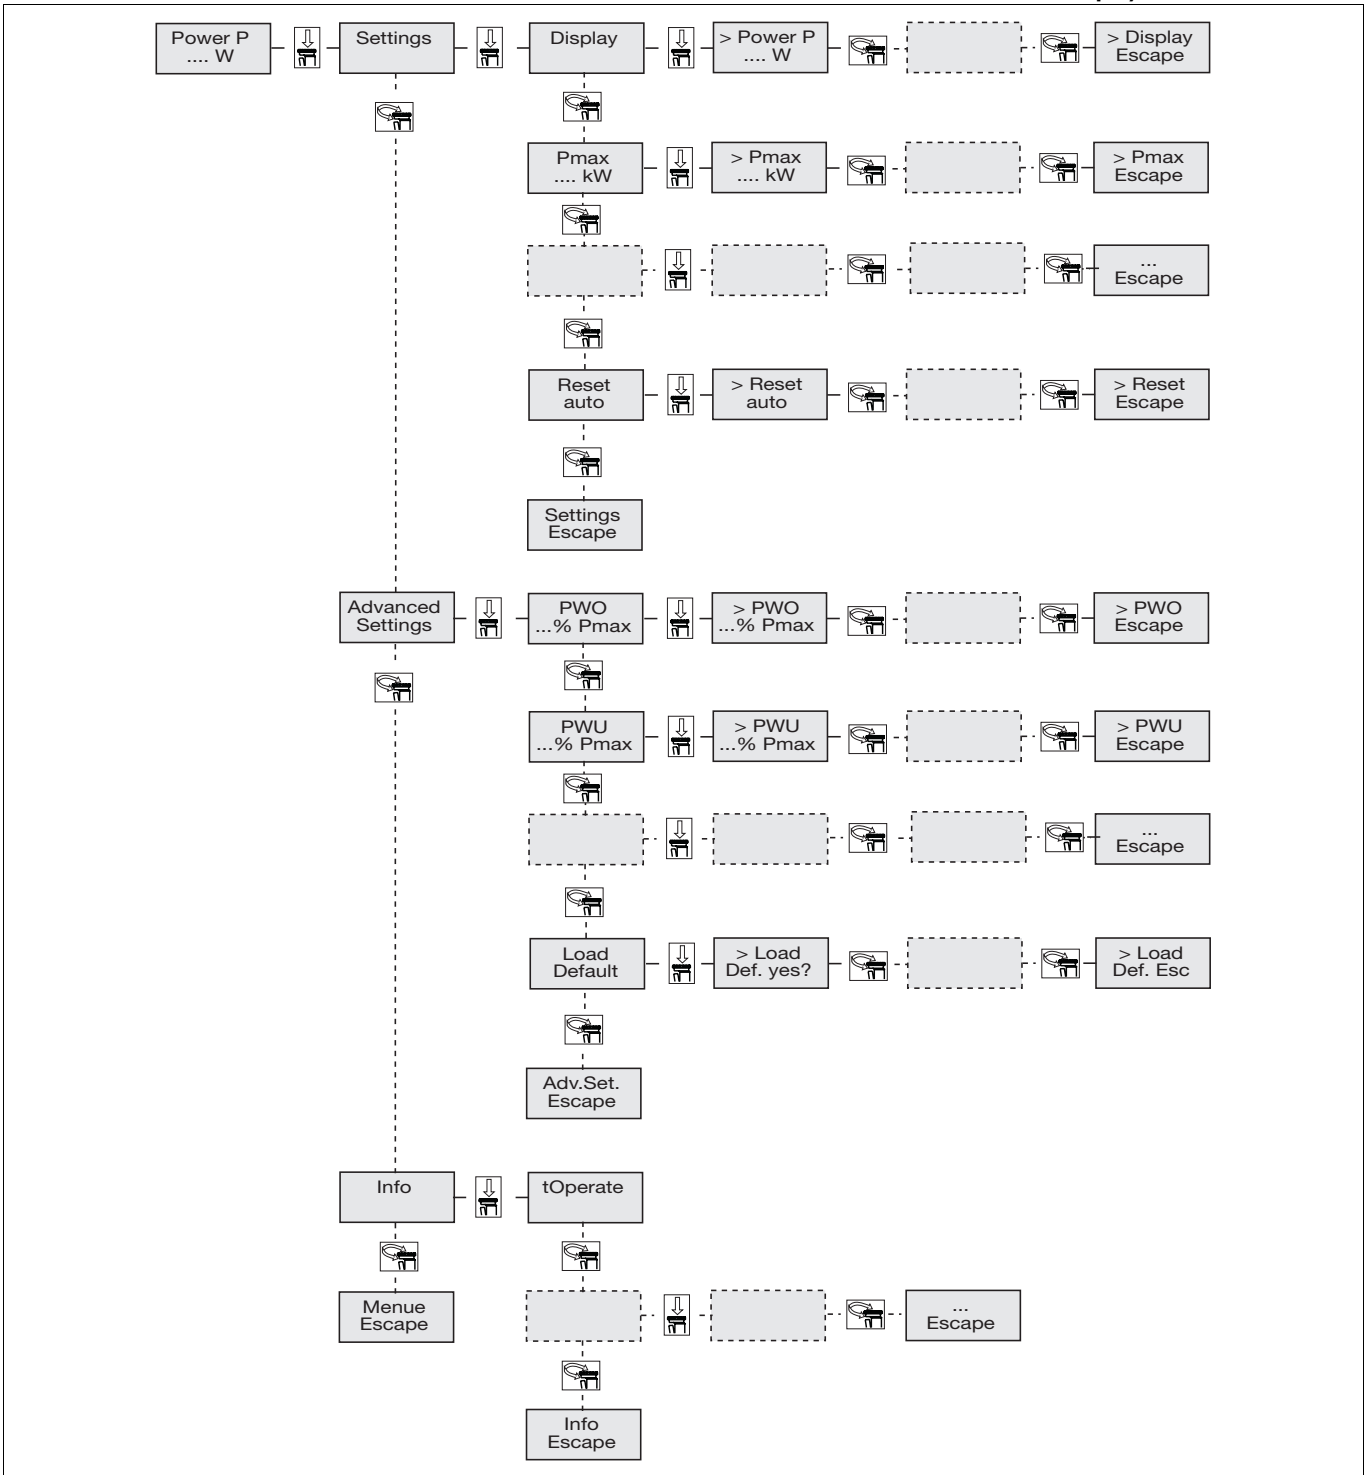 Power P
.... W
Settings
Display
> Power P
.... W
> Display
Escape
Pmax
.... kW
> Pmax
.... kW
> Pmax
Escape
...
Escape
Reset
auto
> Reset
auto
> Reset
Escape
Settings
Escape
Advanced
Settings
PWO
...% Pmax
> PWO
...% Pmax
> PWO
Escape
PWU
...% Pmax
> PWU
...% Pmax
> PWU
Escape
...
Escape
Load
Default
> Load
Def. yes?
> Load
Def. Esc
Adv.Set.
Escape
Info
tOperate
Menue
Escape
...
Escape
Info
Escape